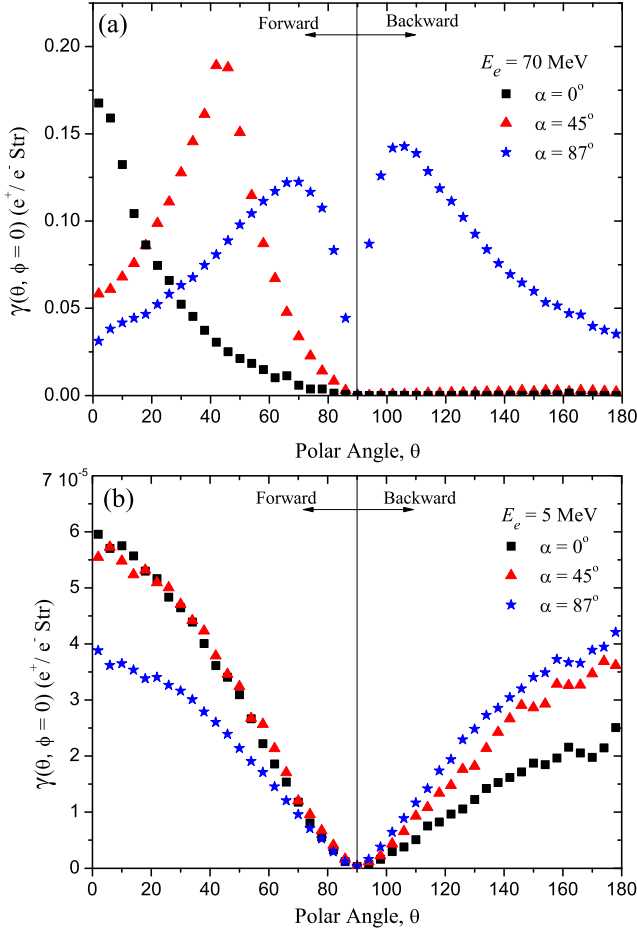 (a)
Forward
Backward
E_e = 70 MeV
α = 0°
α = 45°
α = 87°
0.20
0.15
0.10
0.05
0.00
γ(θ, ϕ = 0) (e⁺/ e⁻ Str)
0 20 40 60 80 100 120 140 160 180
Polar Angle, θ
(b)
Forward
Backward
E_e = 5 MeV
α = 0°
α = 45°
α = 87°
7 10⁻⁵
6
5
4
3
2
1
0
γ(θ, ϕ = 0) (e⁺/ e⁻ Str)
0 20 40 60 80 100 120 140 160 180
Polar Angle, θ